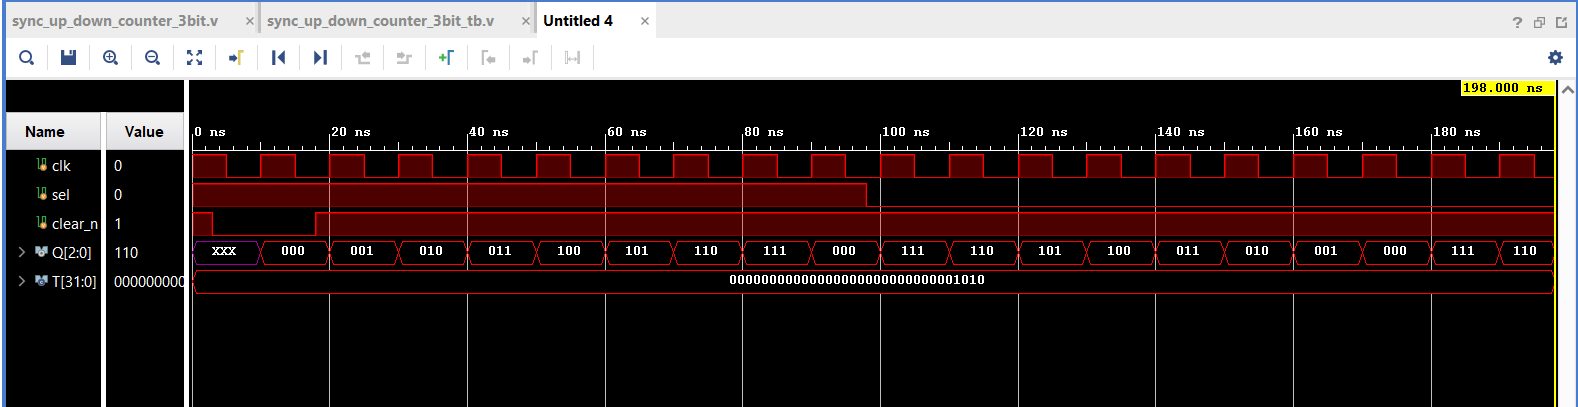 sync_up_down_counter_3bit.v × sync_up_down_counter_3bit_tb.v × Untitled 4 ×
198.000 ns
Name Value 0 ns 20 ns 40 ns 60 ns 80 ns 100 ns 120 ns 140 ns 160 ns 180 ns
clk 0
sel 0
clear_n 1
Q[2:0] 110 XXX 000 001 010 011 100 101 110 111 000 111 110 101 100 011 010 001 000 111 110
T[31:0] 000000000 00000000000000000000000000001010